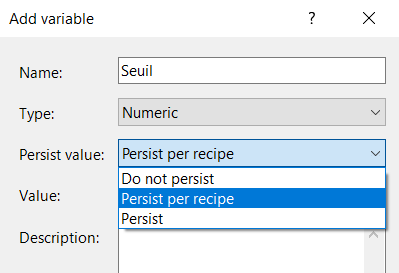 Add variable ?
Name: Seuil
Type: Numeric
Persist value: Persist per recipe
Do not persist
Value: Persist per recipe
Persist
Description: